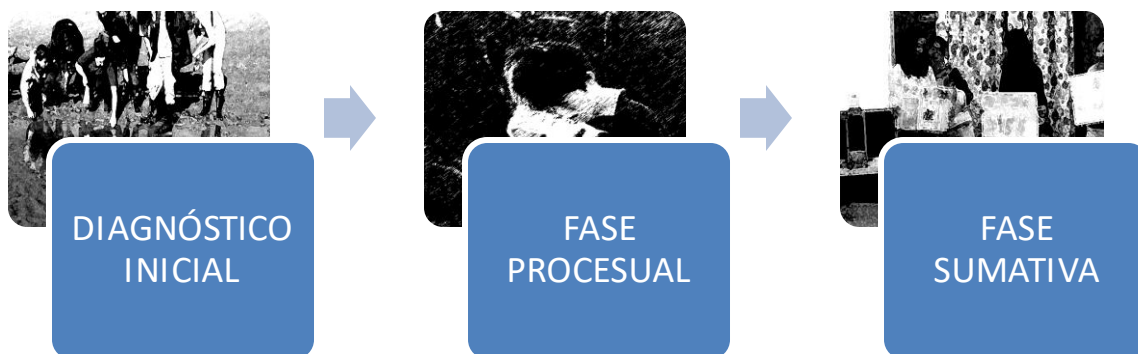 DIAGNÓSTICO
INICIAL
FASE
PROCESUAL
FASE
SUMATIVA